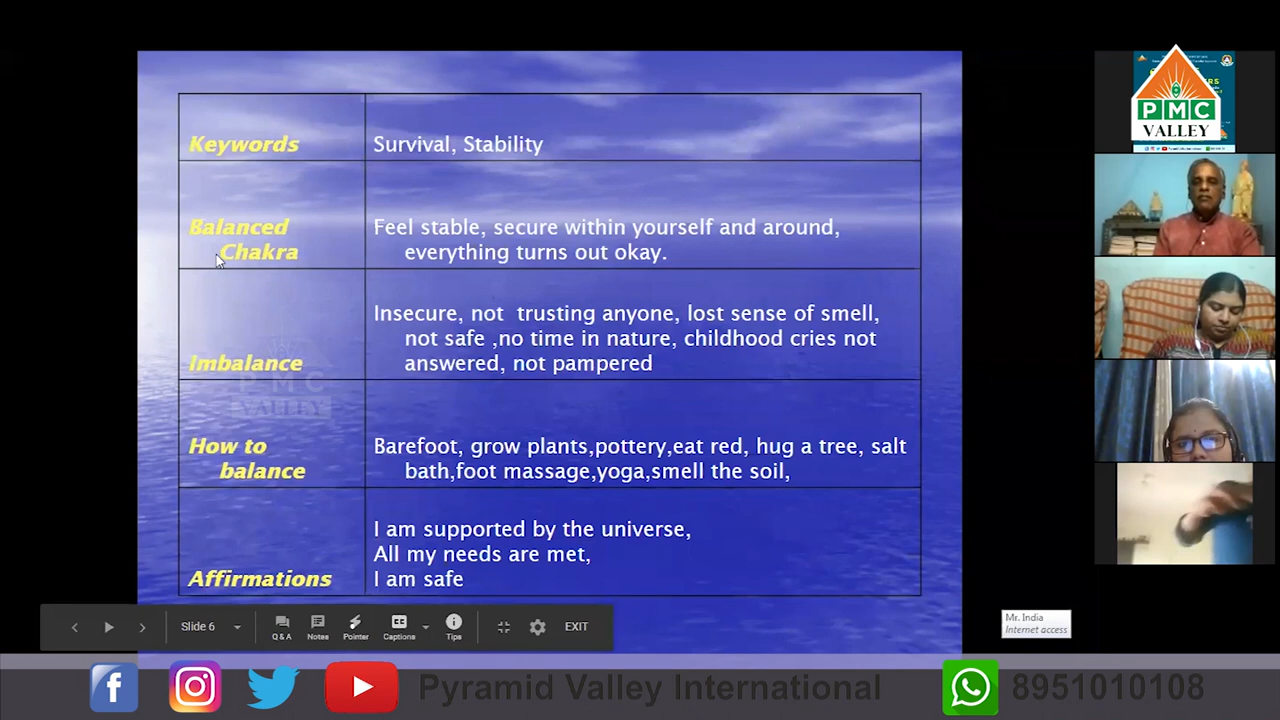 Keywords
Survival, Stability
Balanced
Chakra
Feel stable, secure within yourself and around,
everything turns out okay.
Imbalance
Insecure, not  trusting anyone, lost sense of smell,
not safe ,no time in nature, childhood cries not
answered, not pampered
How to
balance
Barefoot, grow plants,pottery,eat red, hug a tree, salt
bath,foot massage,yoga,smell the soil,
Affirmations
I am supported by the universe,
All my needs are met,
I am safe
PMC
VALLEY
Slide 6
Q & A
Notes
Pointer
Captions
Tips
EXIT
PMC
VALLEY
Mr. India
Internet access
Pyramid Valley International
8951010108